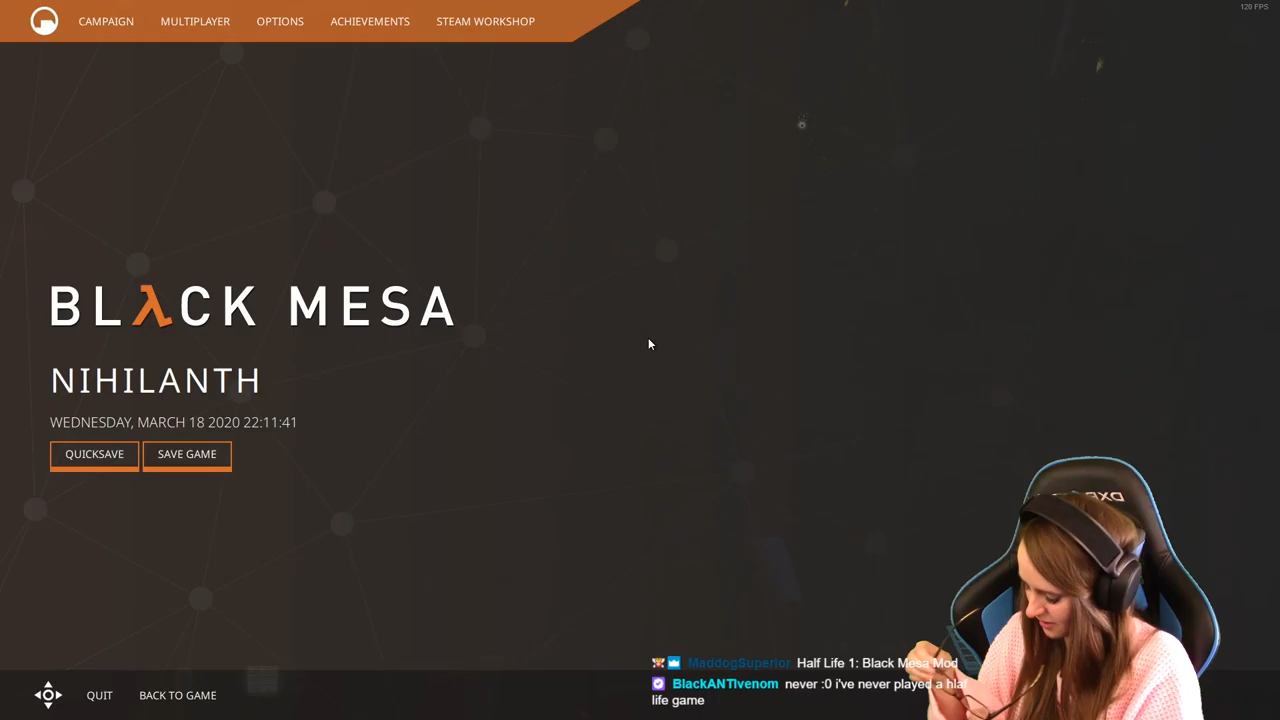 CAMPAIGN MULTIPLAYER OPTIONS ACHIEVEMENTS STEAM WORKSHOP
120 FPS
BLλCK MESA
NIHILANTH
WEDNESDAY, MARCH 18 2020 22:11:41
QUICKSAVE SAVE GAME
DXRACER
MaddogSuperior Half Life 1: Black Mesa Mod
BlackANTIvenom never :0 i've never played a hlaf
life game
QUIT BACK TO GAME